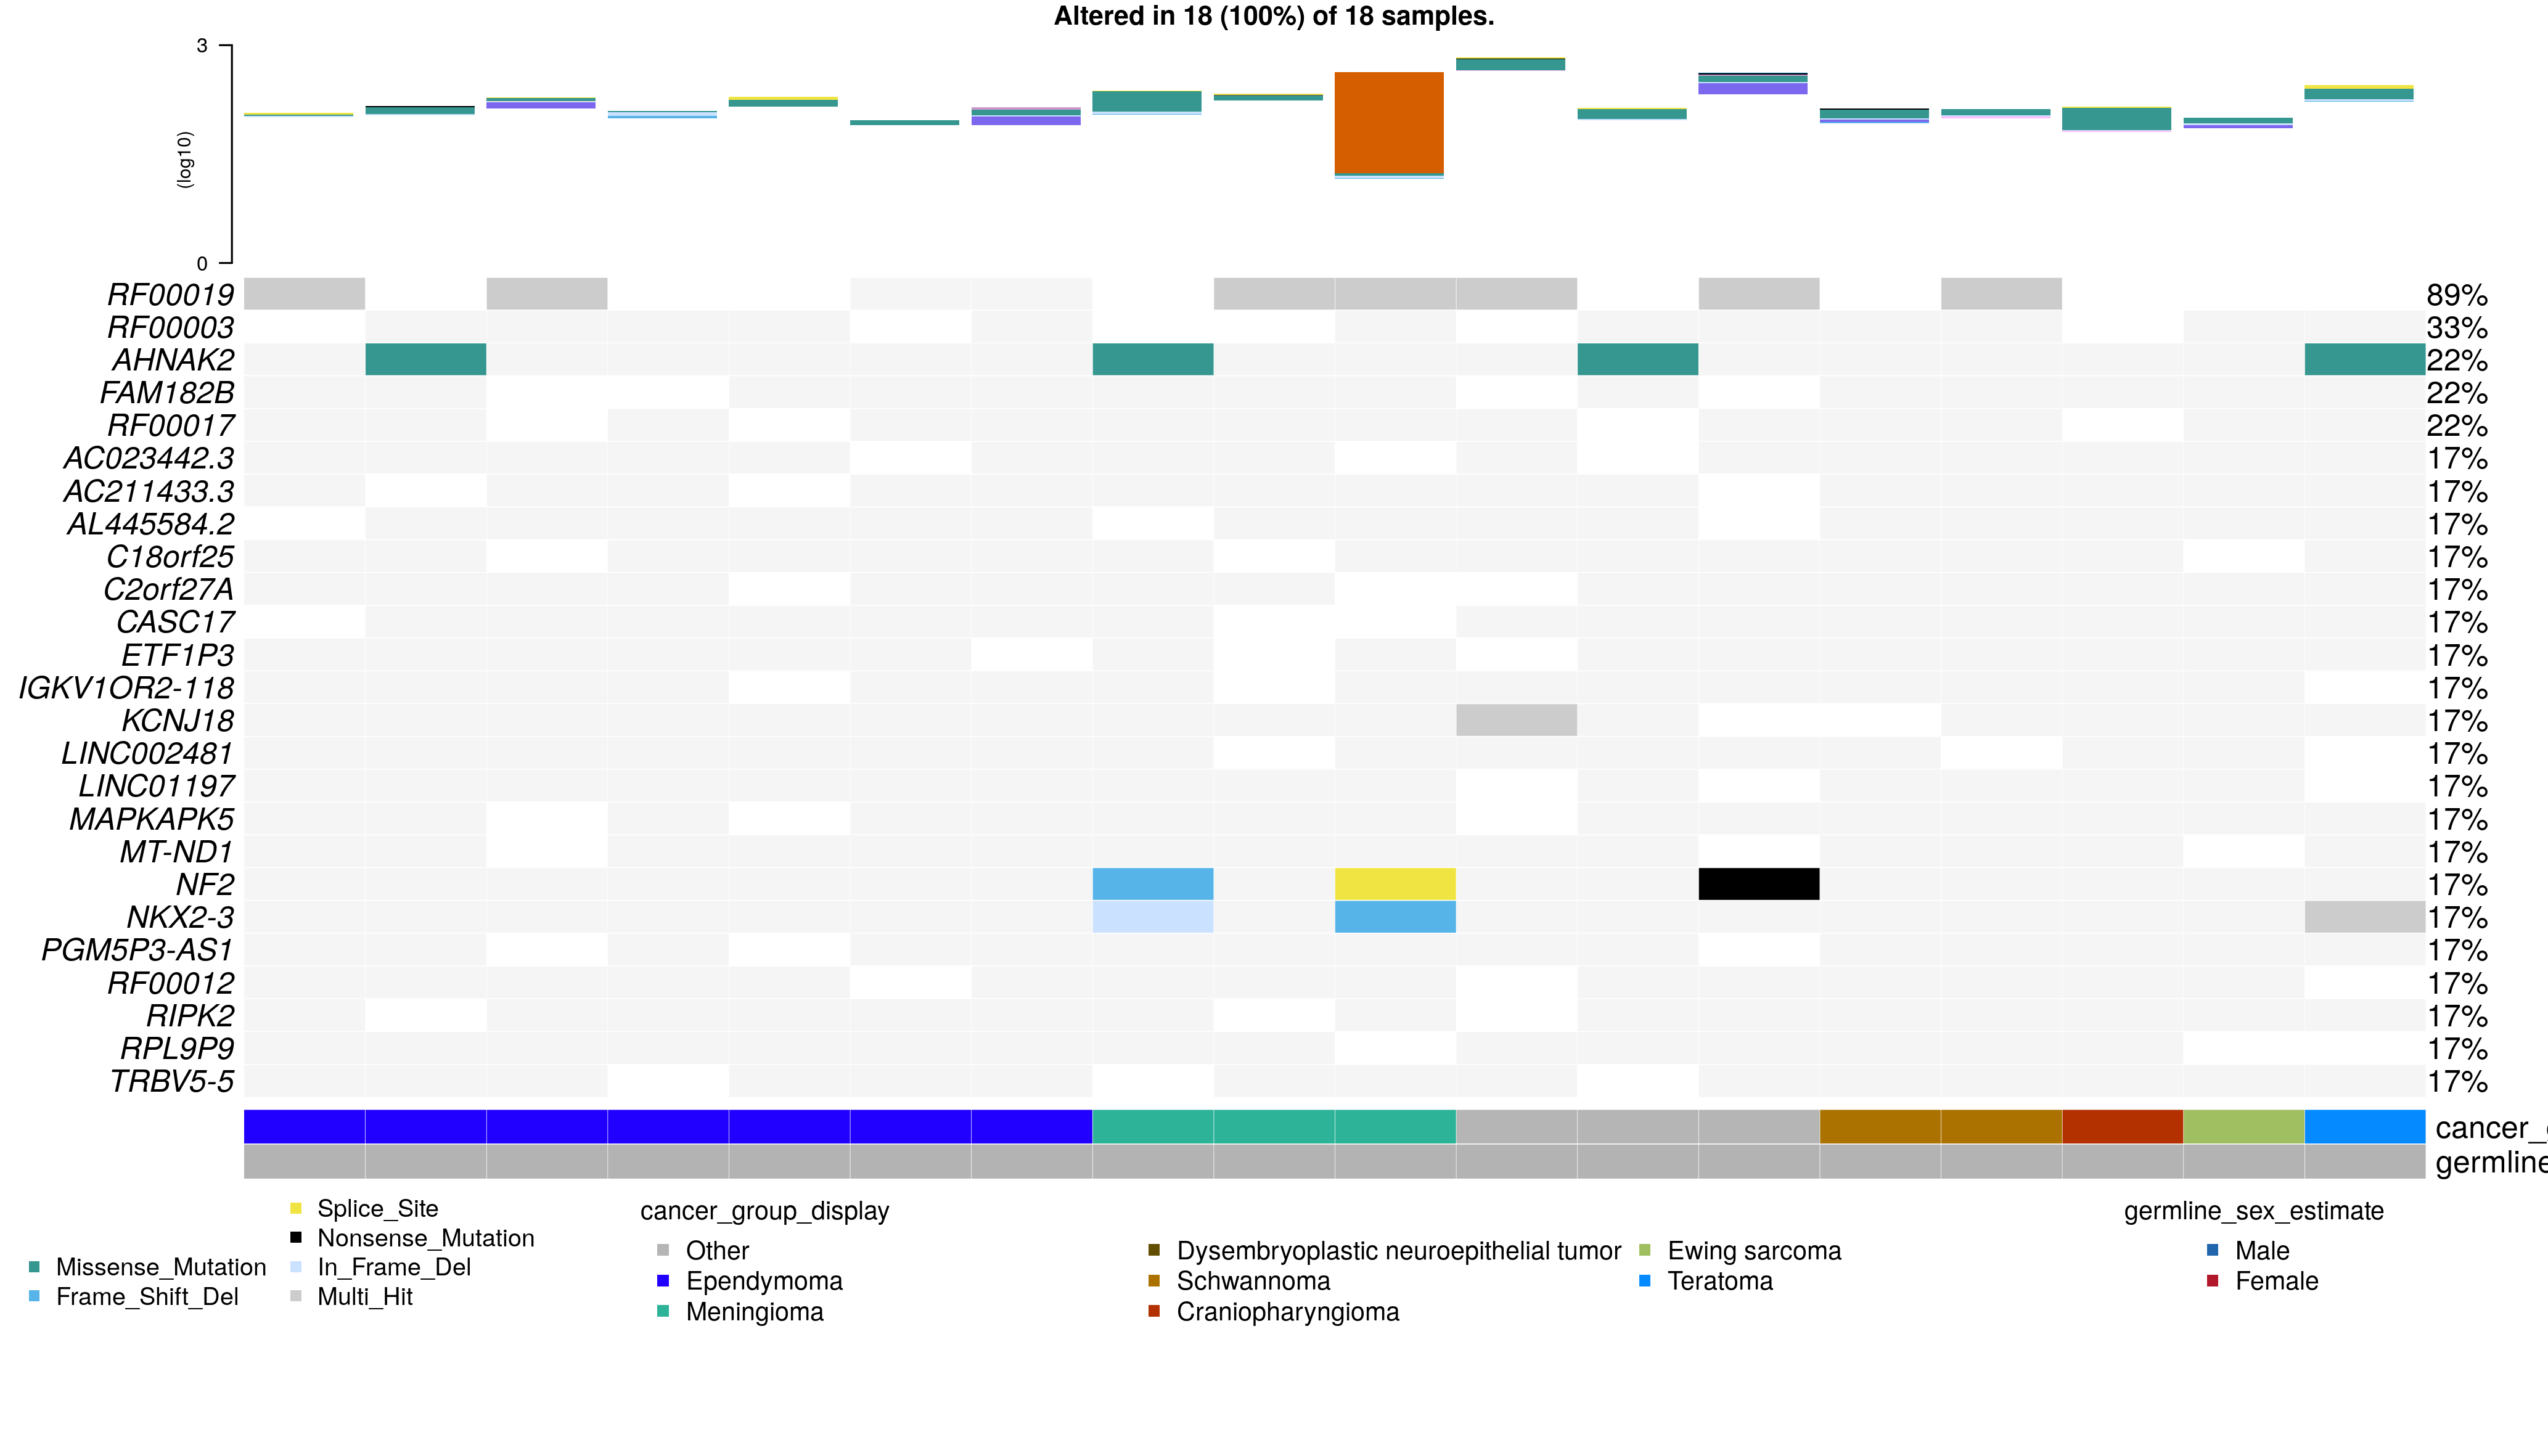 Altered in 18 (100%) of 18 samples.
3
(log10)
0
RF00019 89%
RF00003 33%
AHNAK2 22%
FAM182B 22%
RF00017 22%
AC023442.3 17%
AC211433.3 17%
AL445584.2 17%
C18orf25 17%
C2orf27A 17%
CASC17 17%
ETF1P3 17%
IGKV1OR2-118 17%
KCNJ18 17%
LINC002481 17%
LINC01197 17%
MAPKAPK5 17%
MT-ND1 17%
NF2 17%
NKX2-3 17%
PGM5P3-AS1 17%
RF00012 17%
RIPK2 17%
RPL9P9 17%
TRBV5-5 17%
cancer_
germline
Missense_Mutation
Frame_Shift_Del
Splice_Site
Nonsense_Mutation
In_Frame_Del
Multi_Hit
cancer_group_display
Other
Ependymoma
Meningioma
Dysembryoplastic neuroepithelial tumor
Schwannoma
Craniopharyngioma
Ewing sarcoma
Teratoma
germline_sex_estimate
Male
Female